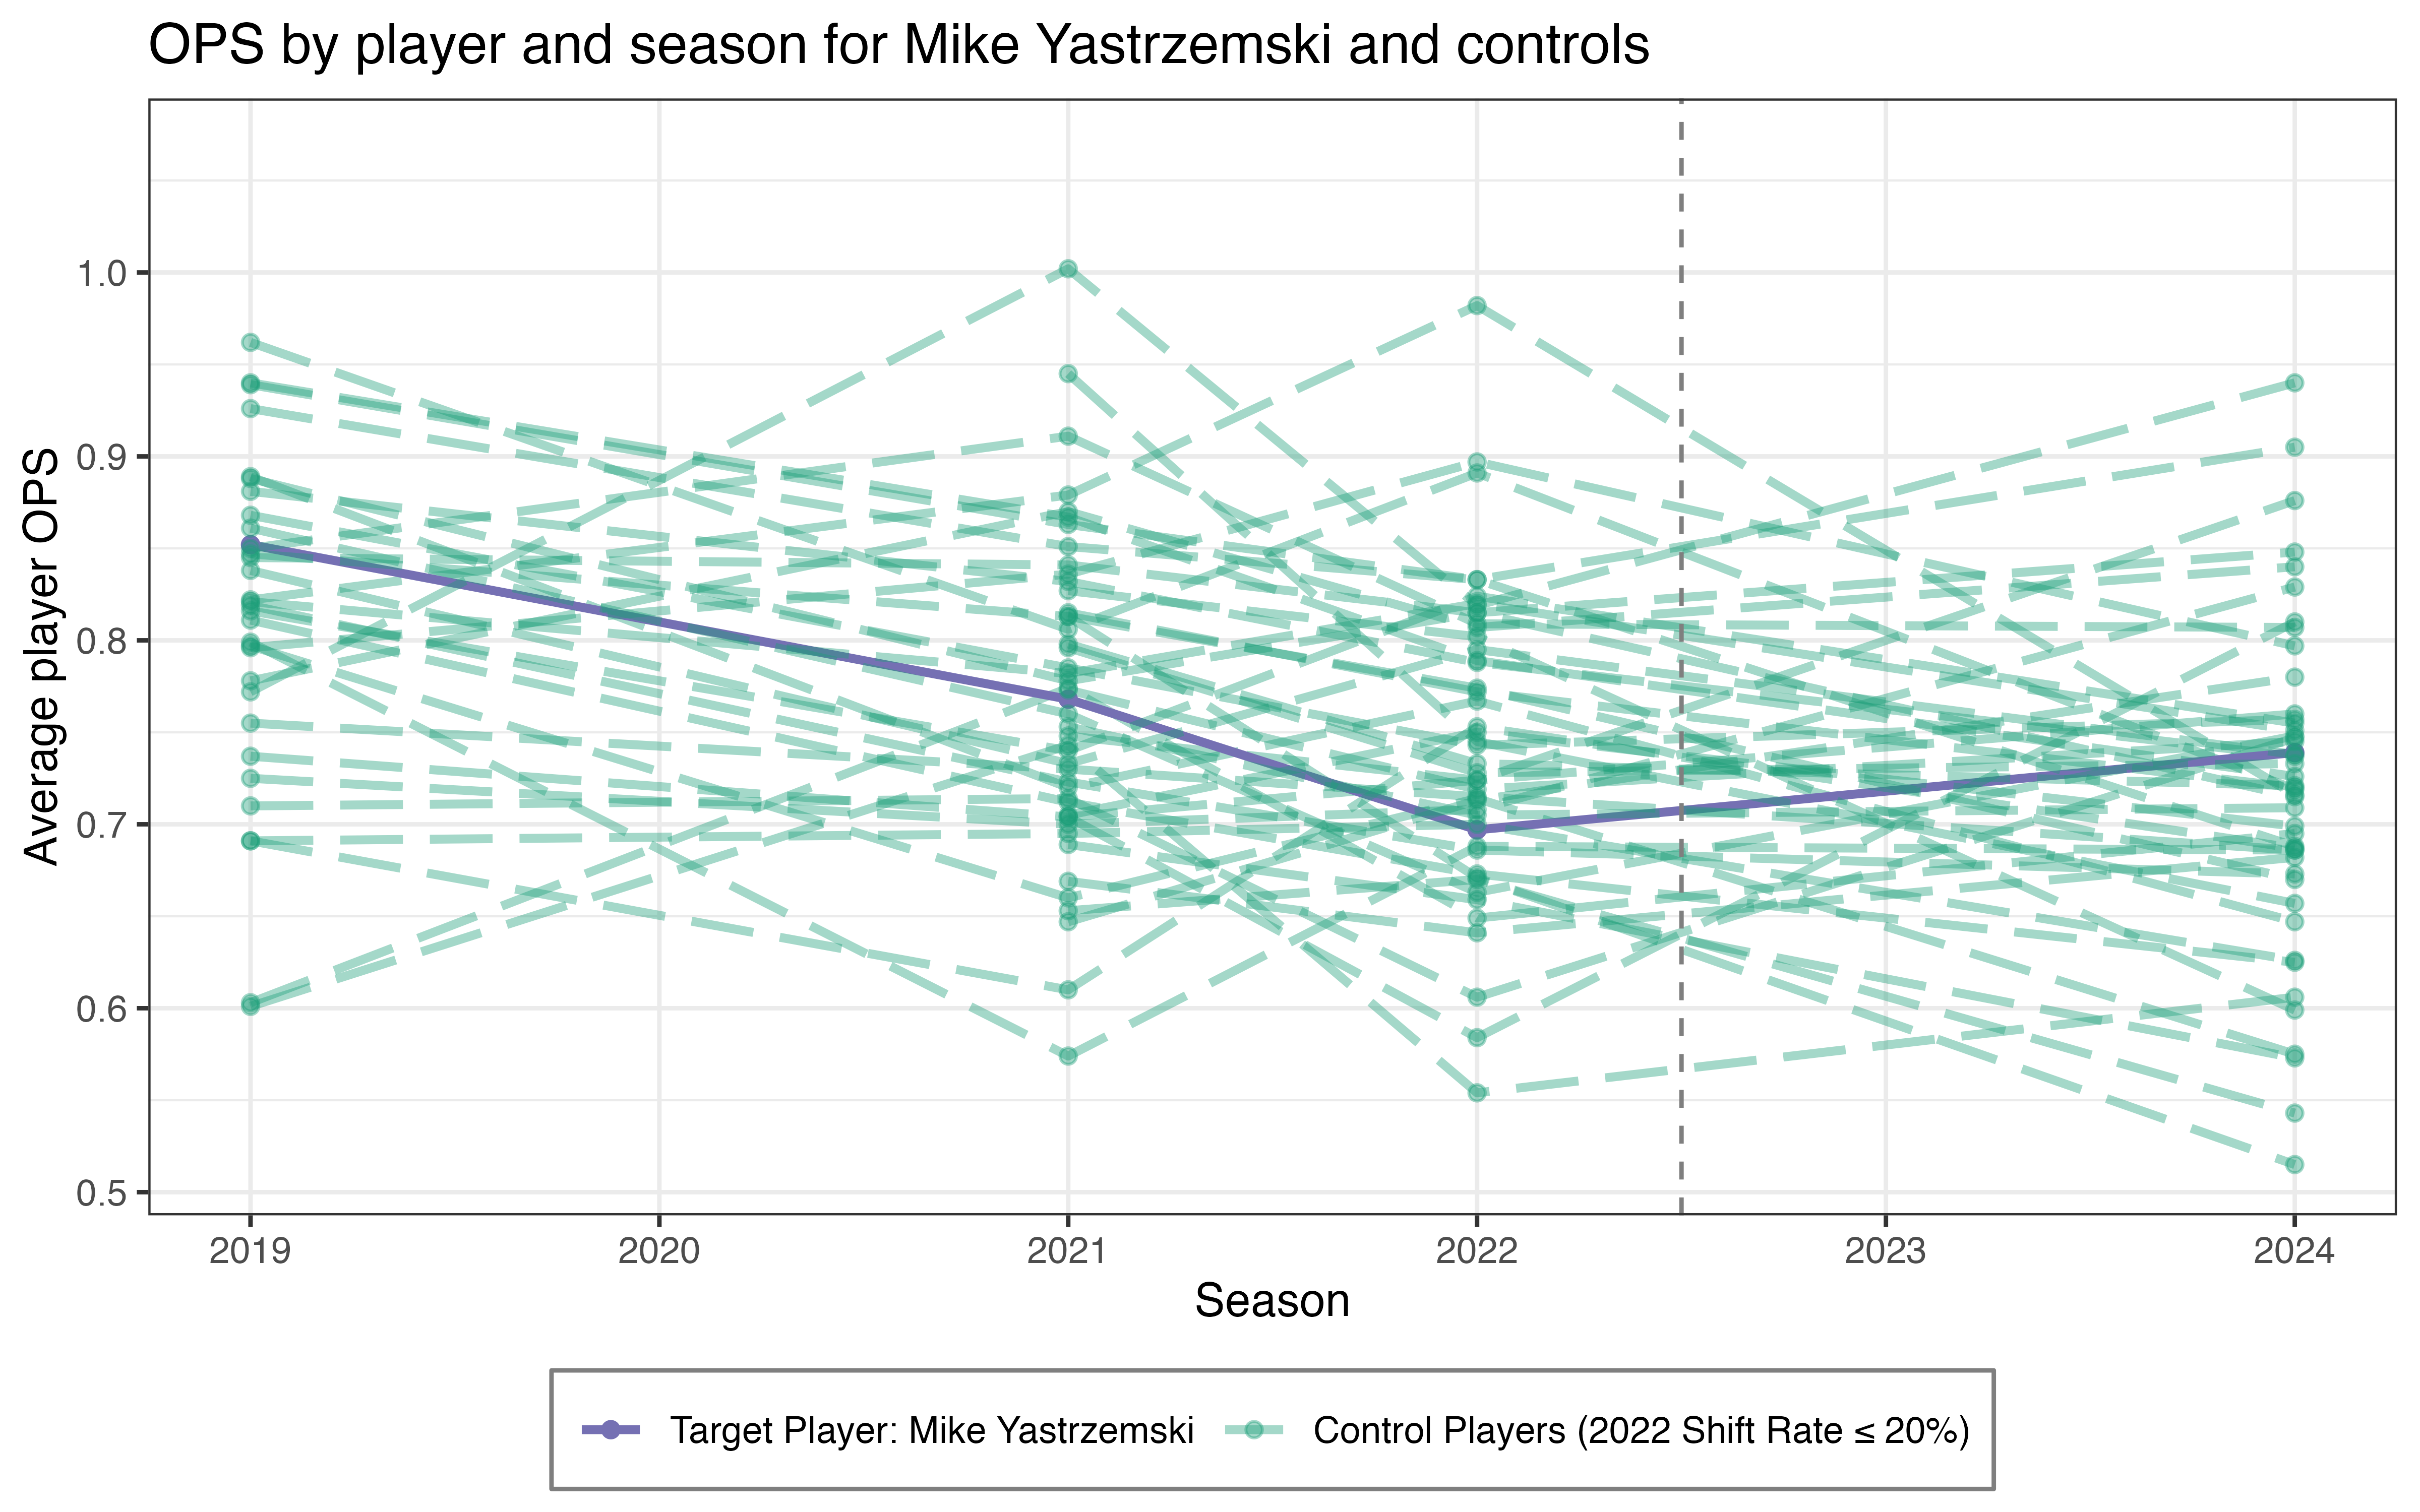 OPS by player and season for Mike Yastrzemski and controls
Average player OPS
1.0
0.9
0.8
0.7
0.6
0.5
2019 2020 2021 2022 2023 2024
Season
Target Player: Mike Yastrzemski Control Players (2022 Shift Rate ≤ 20%)